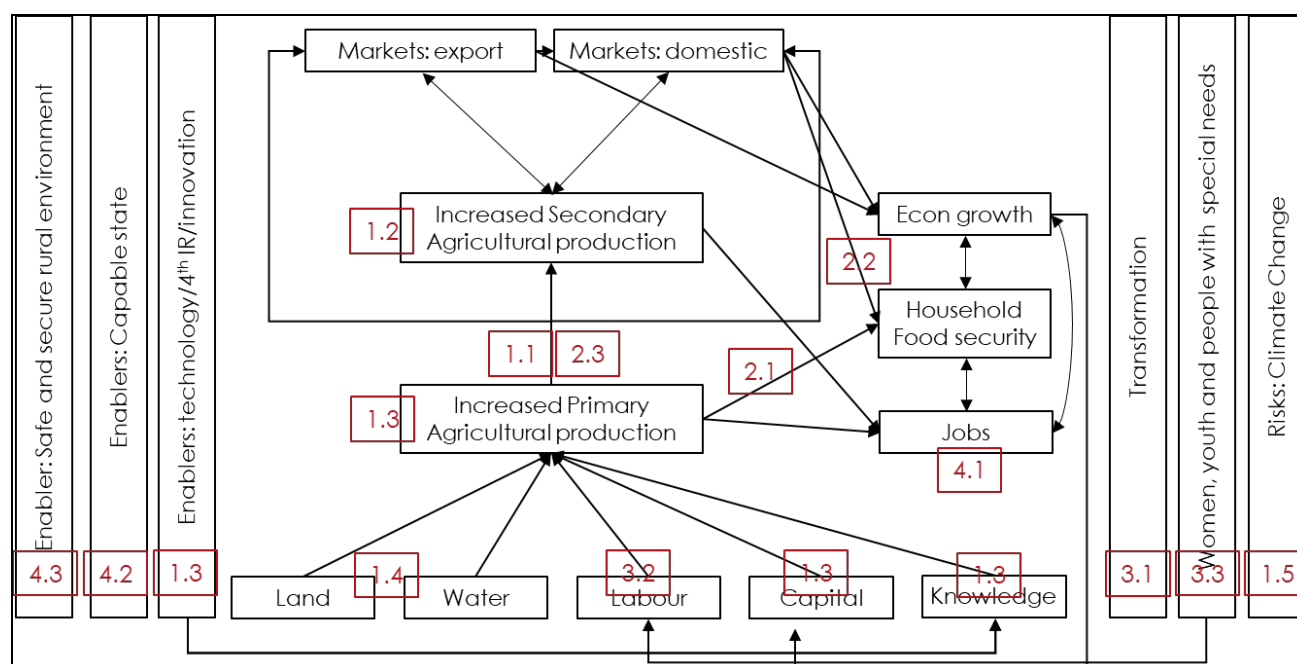 Markets: export
Markets: domestic
Increased Secondary
Agricultural production
1.2
Econ growth
2.2
Household
Food security
1.1
2.3
2.1
Increased Primary
Agricultural production
1.3
Jobs
4.1
Land
1.4
Water
3.2
Labour
1.3
Capital
1.3
Knowledge
Enabler: Safe and secure rural environment
4.3
Enablers: Capable state
4.2
Enablers: technology/4th IR/innovation
1.3
Transformation
3.1
Women, youth and people with special needs
3.3
Risks: Climate Change
1.5